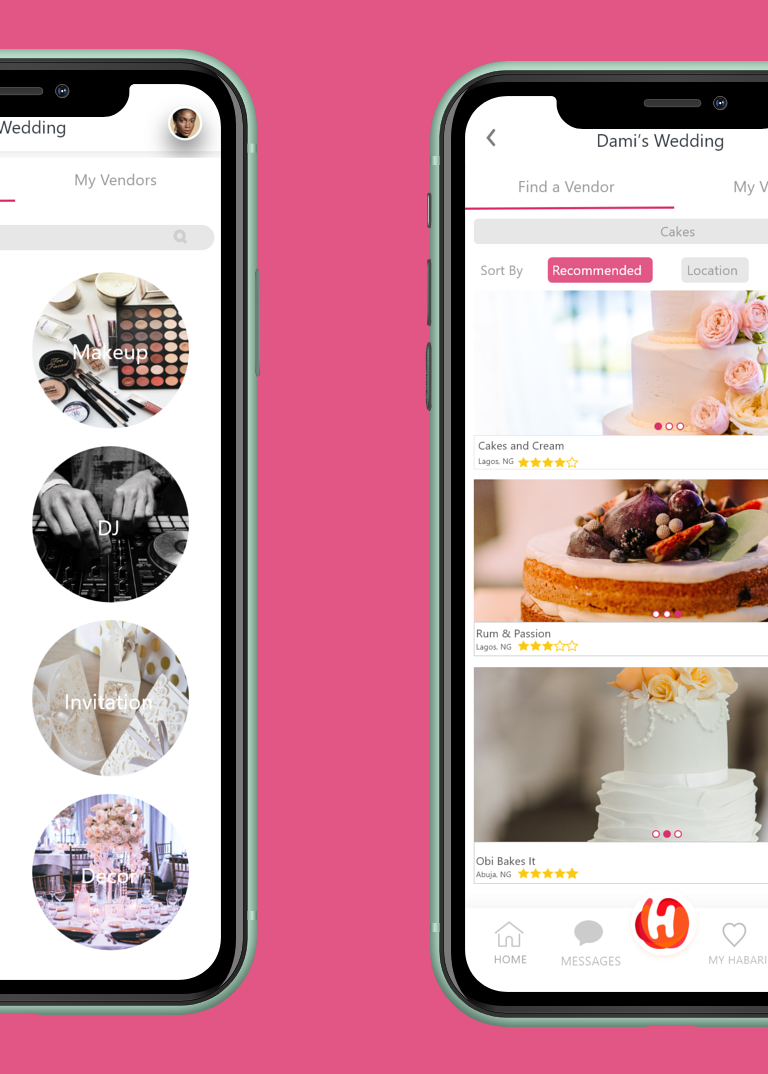 Wedding
My Vendors
Makeup
DJ
Invitation
Decor
Dami's Wedding
Find a Vendor
My V
Cakes
Sort By Recommended Location
Cakes and Cream
Lagos, NG
Rum & Passion
Lagos, NG
Obi Bakes It
Abuja, NG
H
HOME
MESSAGES
MY HABARI